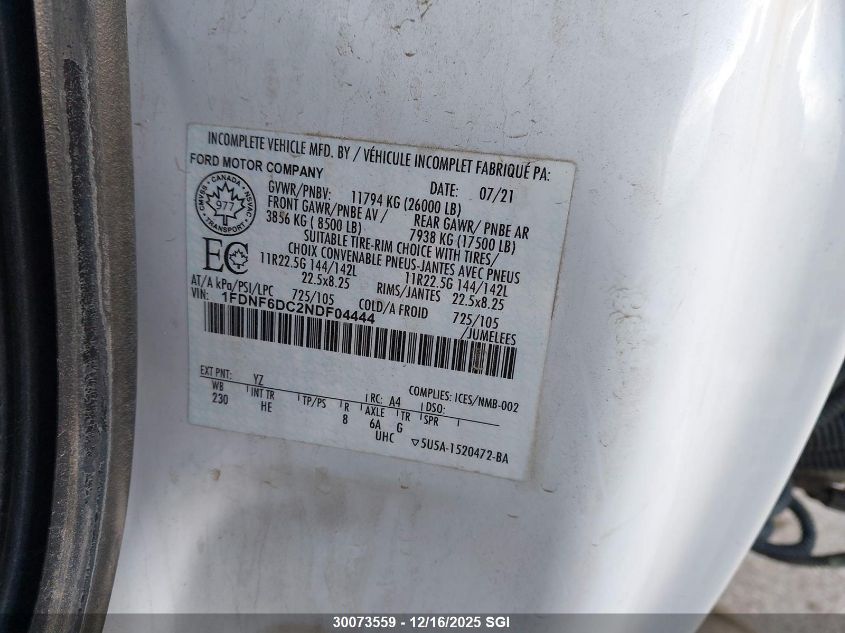 INCOMPLETE VEHICLE MFD. BY / VÉHICULE INCOMPLET FABRIQUÉ PA:
FORD MOTOR COMPANY
DATE: 07/21
GVWR/PNBV: 11794 KG (26000 LB)
FRONT GAWR/PNBE AV / REAR GAWR/ PNBE AR
3856 KG ( 8500 LB) 7938 KG (17500 LB)
SUITABLE TIRE-RIM CHOICE WITH TIRES/
CHOIX CONVENABLE PNEUS-JANTES AVEC PNEUS
11R22.5G 144/142L 11R22.5G 144/142L
22.5x8.25 RIMS/JANTES 22.5x8.25
AT/A kPa/PSI/LPC 725/105 COLD/A FROID 725/105
/JUMELEES
VIN: 1FDNF6DC2NDF04444
CANADA
CMVSS NSVAC
977
TRANSPORT
EC
EXT PNT: YZ RC: A4 DSO: COMPLIES: ICES/NMB-002
WB INT TR TP/PS R AXLE TR SPR
230 HE 8 6A G
UHC 5U5A-1520472-BA
30073559 - 12/16/2025 SGI